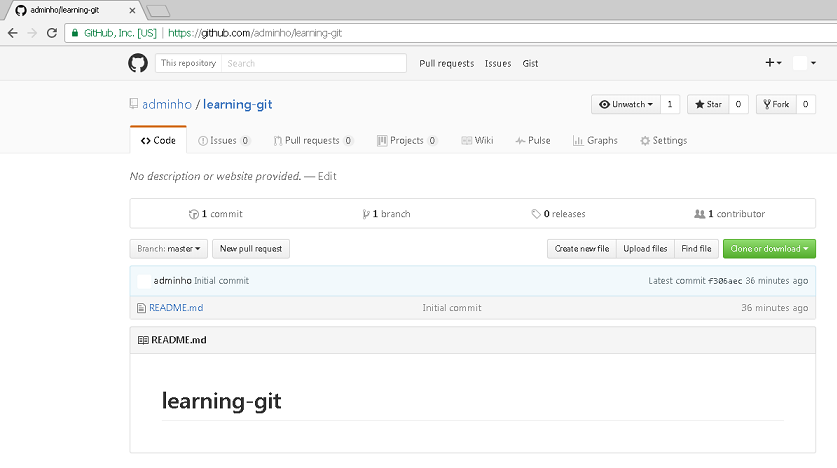 adminho/learning-git
GitHub, Inc. [US] https://github.com/adminho/learning-git
This repository Search Pull requests Issues Gist
adminho / learning-git Unwatch 1 Star 0 Fork 0
Code Issues 0 Pull requests 0 Projects 0 Wiki Pulse Graphs Settings
No description or website provided. — Edit
1 commit 1 branch 0 releases 1 contributor
Branch: master New pull request Create new file Upload files Find file Clone or download
adminho Initial commit Latest commit f306aec 36 minutes ago
README.md Initial commit 36 minutes ago
README.md
learning-git